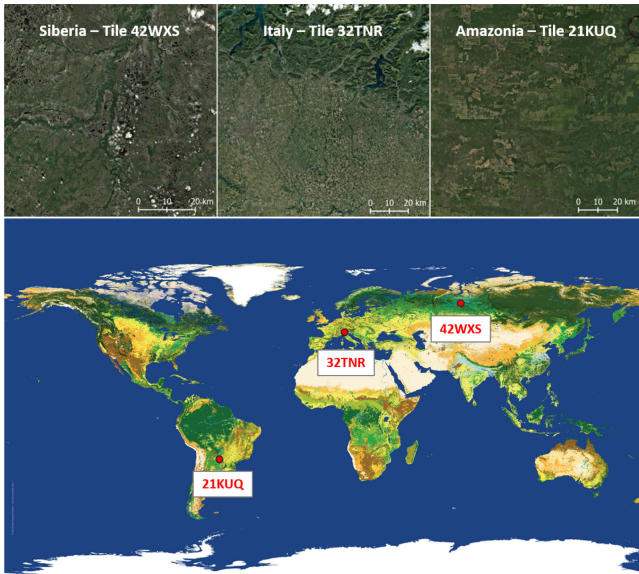 Siberia – Tile 42WXS
Italy – Tile 32TNR
Amazonia – Tile 21KUQ
0 10 20 km
0 10 20 km
0 10 20 km
42WXS
32TNR
21KUQ